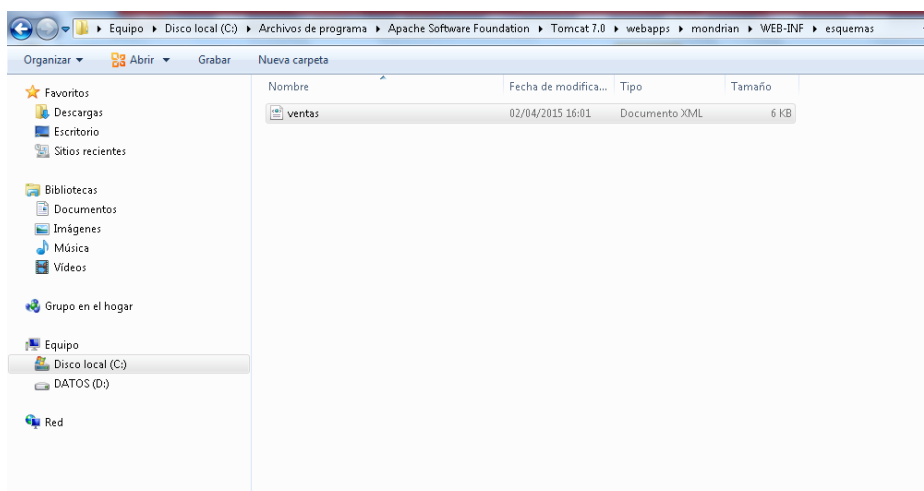 Equipo Disco local (C:) Archivos de programa Apache Software Foundation Tomcat 7.0 webapps mondrian WEB-INF esquemas
Organizar Abrir Grabar Nueva carpeta
Favoritos
Descargas
Escritorio
Sitios recientes
Bibliotecas
Documentos
Imágenes
Música
Vídeos
Grupo en el hogar
Equipo
Disco local (C:)
DATOS (D:)
Red
Nombre Fecha de modifica... Tipo Tamaño
ventas 02/04/2015 16:01 Documento XML 6 KB